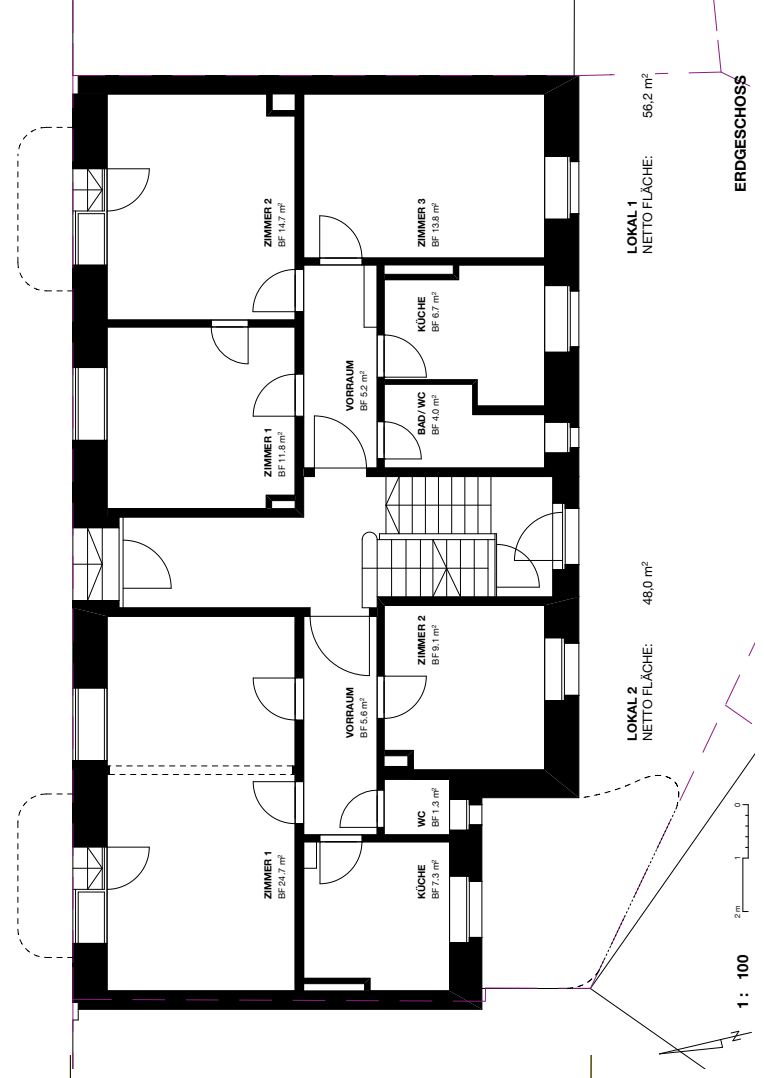 ERDGESCHOSS
LOKAL 1
NETTO FLÄCHE: 56,2 m²
LOKAL 2
NETTO FLÄCHE: 48,0 m²
ZIMMER 2
BF 14.7 m²
ZIMMER 3
BF 13.8 m²
ZIMMER 1
BF 11.8 m²
VORRAUM
BF 5.2 m²
KÜCHE
BF 6.7 m²
BAD/WC
BF 4.0 m²
ZIMMER 1
BF 24.7 m²
VORRAUM
BF 5.6 m²
ZIMMER 2
BF 9.1 m²
WC
BF 1.3 m²
KÜCHE
BF 7.3 m²
2 m 1 0
1 : 100
N